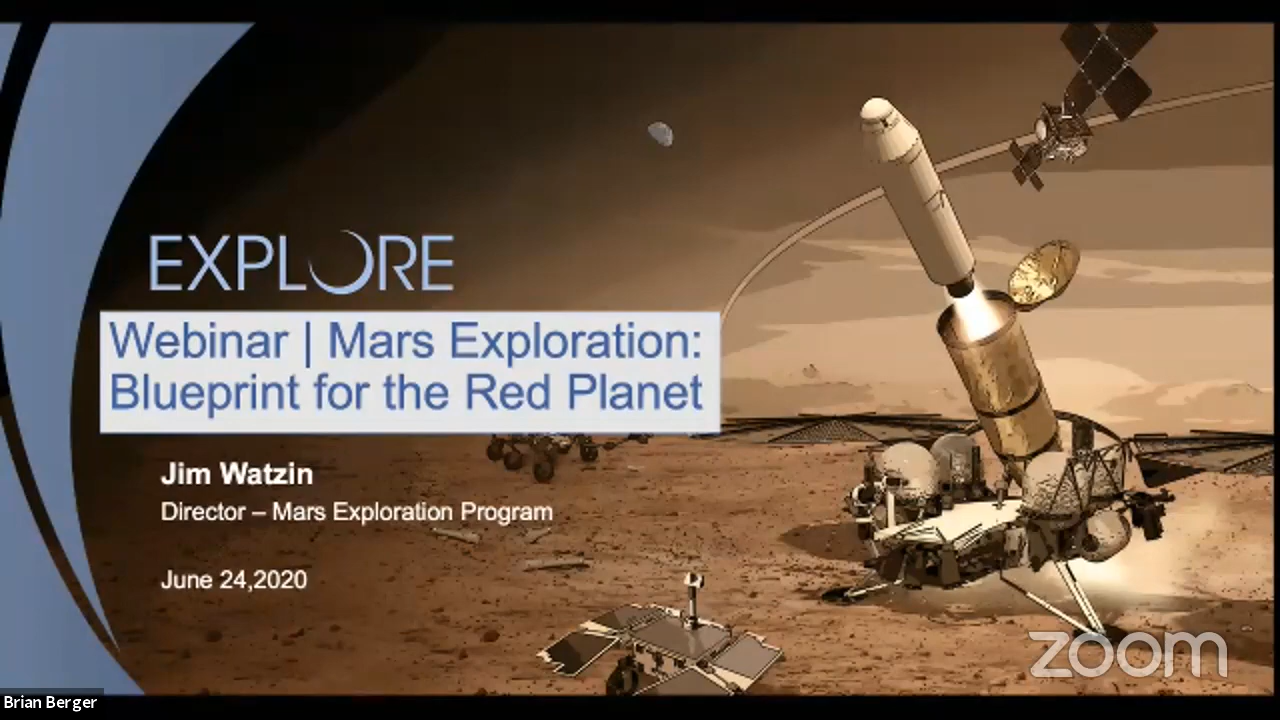 EXPLORE
Webinar | Mars Exploration:
Blueprint for the Red Planet
Jim Watzin
Director – Mars Exploration Program
June 24,2020
zoom
Brian Berger